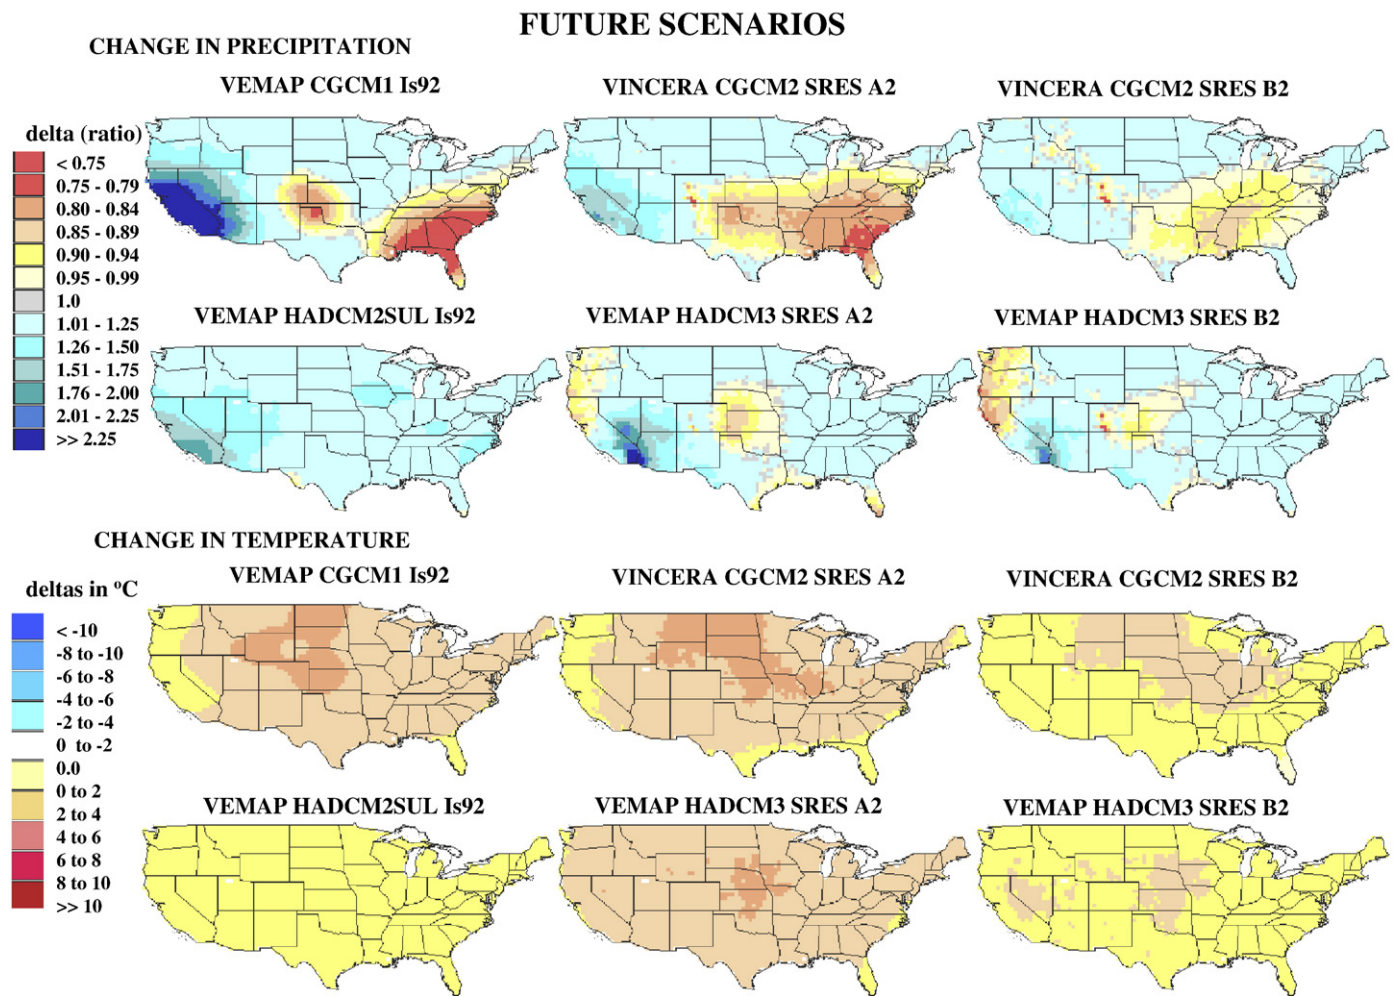 FUTURE SCENARIOS
CHANGE IN PRECIPITATION
VEMAP CGCM1 Is92
VINCERA CGCM2 SRES A2
VINCERA CGCM2 SRES B2
delta (ratio)
< 0.75
0.75 - 0.79
0.80 - 0.84
0.85 - 0.89
0.90 - 0.94
0.95 - 0.99
1.0
1.01 - 1.25
1.26 - 1.50
1.51 - 1.75
1.76 - 2.00
2.01 - 2.25
>> 2.25
VEMAP HADCM2SUL Is92
VEMAP HADCM3 SRES A2
VEMAP HADCM3 SRES B2
CHANGE IN TEMPERATURE
VEMAP CGCM1 Is92
VINCERA CGCM2 SRES A2
VINCERA CGCM2 SRES B2
deltas in ºC
< -10
-8 to -10
-6 to -8
-4 to -6
-2 to -4
0 to -2
0.0
0 to 2
2 to 4
4 to 6
6 to 8
8 to 10
>> 10
VEMAP HADCM2SUL Is92
VEMAP HADCM3 SRES A2
VEMAP HADCM3 SRES B2